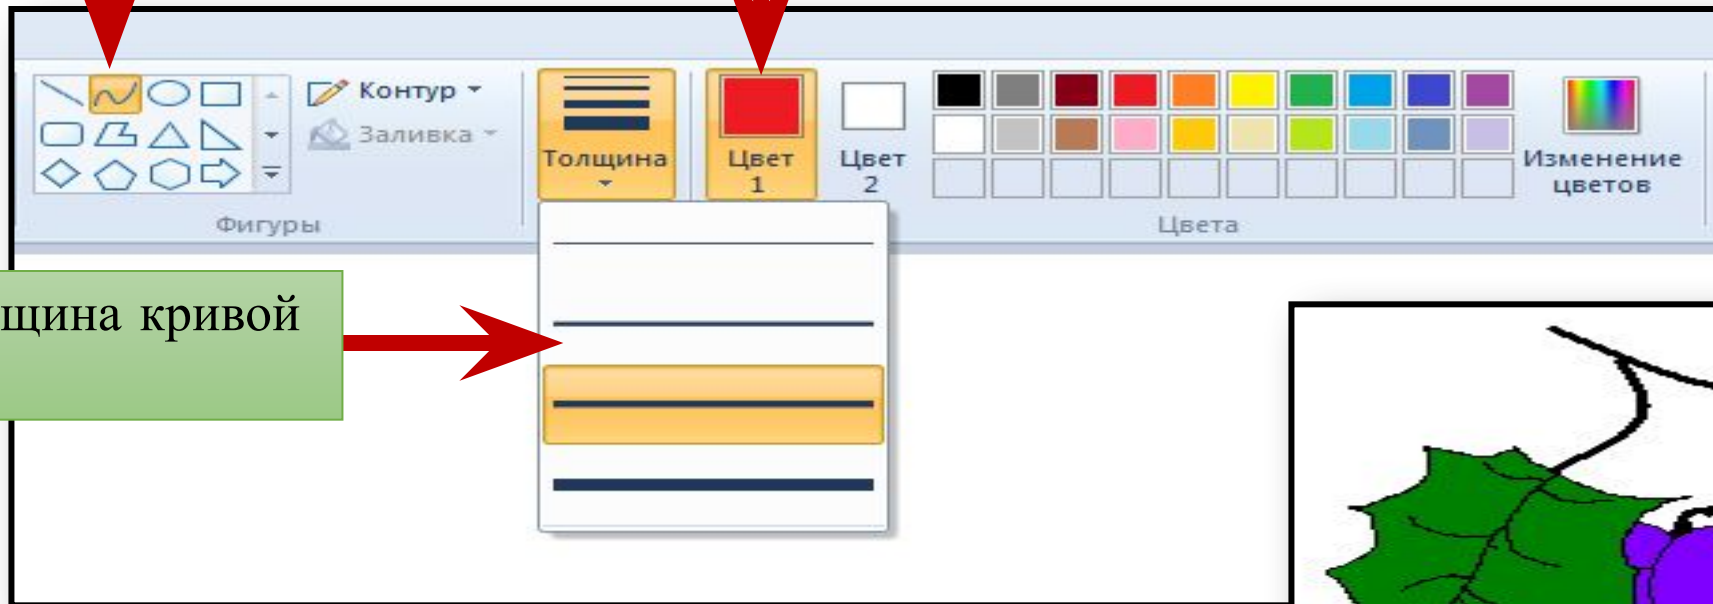 Контур
Заливка
Толщина
Цвет
1
Цвет
2
Изменение
цветов
Фигуры
Цвета
щина кривой